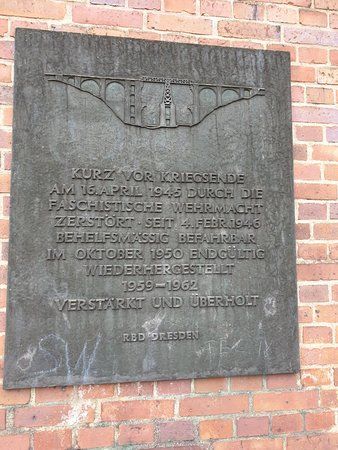 KURZ VOR KRIEGSENDE
AM 16. APRIL 1945 DURCH DIE
FASCHISTISCHE WEHRMACHT
ZERSTÖRT · SEIT 4. FEBR. 1946
BEHELFSMÄSSIG BEFAHRBAR
IM OKTOBER 1950 ENDGÜLTIG
WIEDERHERGESTELLT
1959—1962
VERSTÄRKT UND ÜBERHOLT
RBD DRESDEN